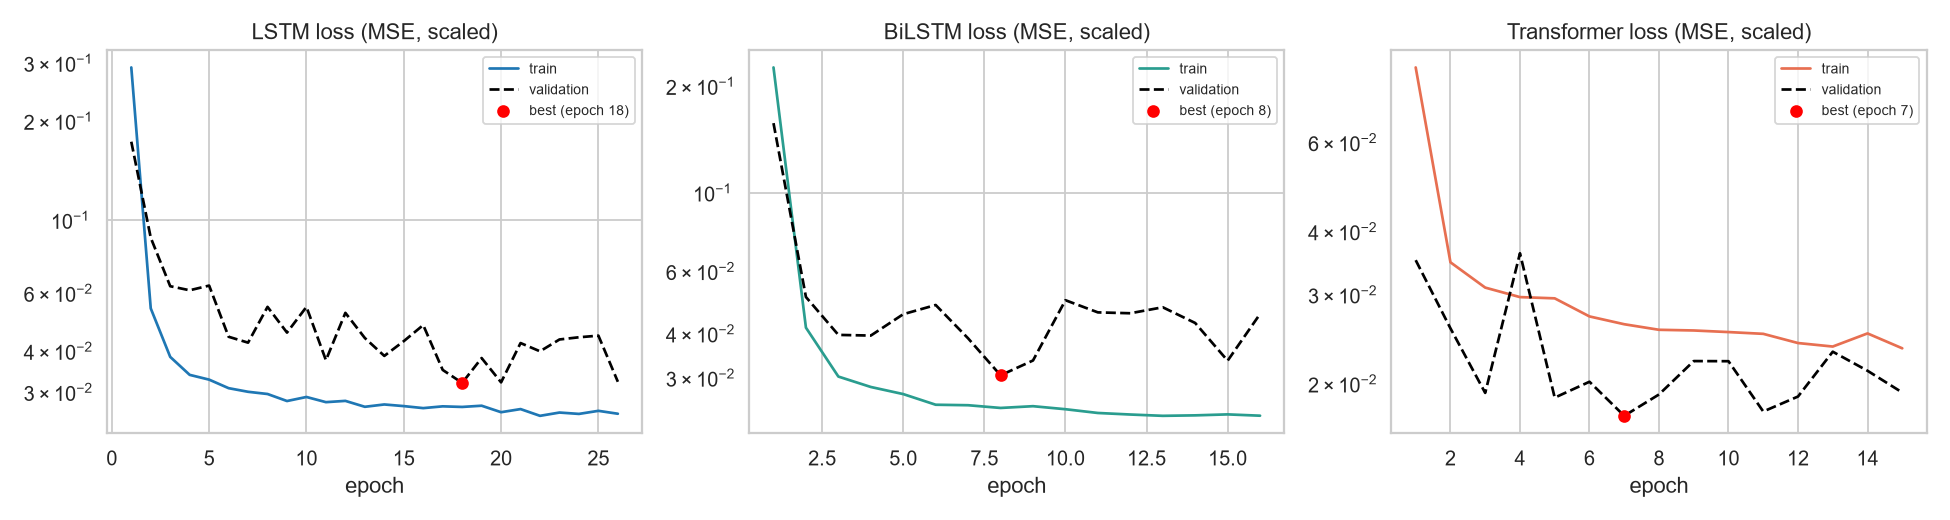 LSTM loss (MSE, scaled)
3 × 10⁻¹
2 × 10⁻¹
10⁻¹
6 × 10⁻²
4 × 10⁻²
3 × 10⁻²
train
validation
best (epoch 18)
0 5 10 15 20 25
epoch
BiLSTM loss (MSE, scaled)
2 × 10⁻¹
10⁻¹
6 × 10⁻²
4 × 10⁻²
3 × 10⁻²
train
validation
best (epoch 8)
2.5 5.0 7.5 10.0 12.5 15.0
epoch
Transformer loss (MSE, scaled)
6 × 10⁻²
4 × 10⁻²
3 × 10⁻²
2 × 10⁻²
train
validation
best (epoch 7)
2 4 6 8 10 12 14
epoch